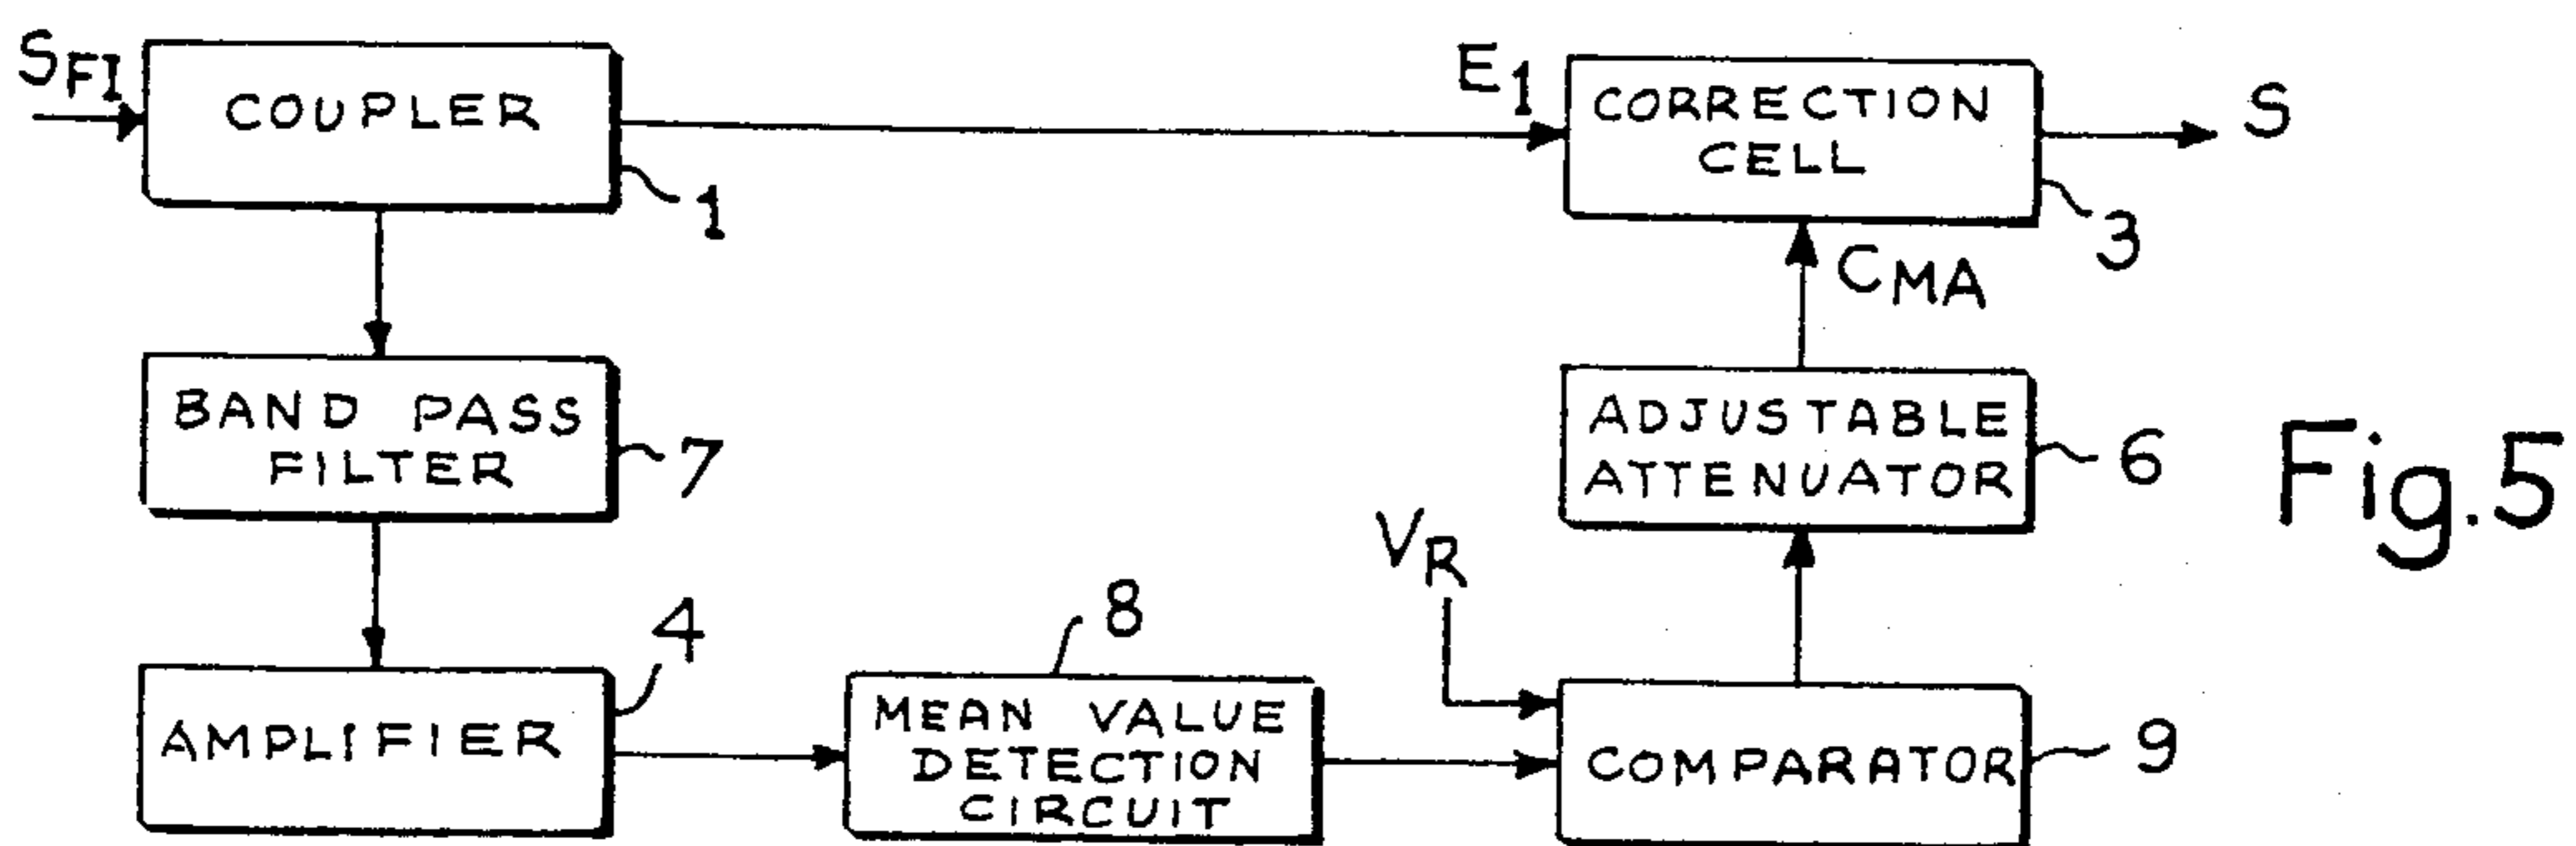 SFI
COUPLER
1
E1
CORRECTION
CELL
S
3
CMA
BAND PASS
FILTER
7
ADJUSTABLE
ATTENUATOR
6
Fig.5
VR
AMPLIFIER
4
MEAN VALUE
DETECTION
CIRCUIT
8
COMPARATOR
9